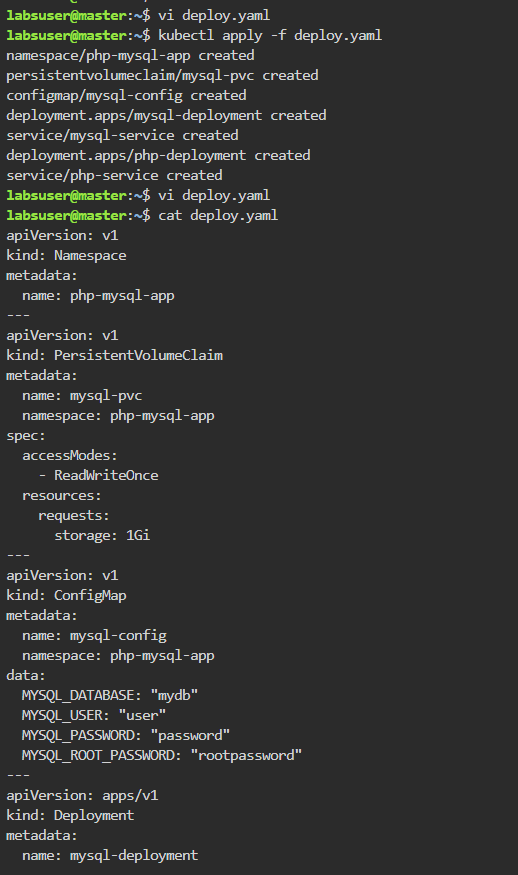 labsuser@master:~$ vi deploy.yaml
labsuser@master:~$ kubectl apply -f deploy.yaml
namespace/php-mysql-app created
persistentvolumeclaim/mysql-pvc created
configmap/mysql-config created
deployment.apps/mysql-deployment created
service/mysql-service created
deployment.apps/php-deployment created
service/php-service created
labsuser@master:~$ vi deploy.yaml
labsuser@master:~$ cat deploy.yaml
apiVersion: v1
kind: Namespace
metadata:
  name: php-mysql-app
---
apiVersion: v1
kind: PersistentVolumeClaim
metadata:
  name: mysql-pvc
  namespace: php-mysql-app
spec:
  accessModes:
    - ReadWriteOnce
  resources:
    requests:
      storage: 1Gi
---
apiVersion: v1
kind: ConfigMap
metadata:
  name: mysql-config
  namespace: php-mysql-app
data:
  MYSQL_DATABASE: "mydb"
  MYSQL_USER: "user"
  MYSQL_PASSWORD: "password"
  MYSQL_ROOT_PASSWORD: "rootpassword"
---
apiVersion: apps/v1
kind: Deployment
metadata:
  name: mysql-deployment